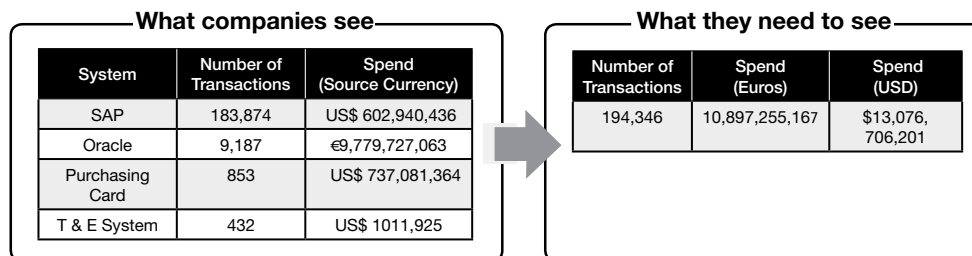 What companies see
What they need to see
System
Number of
Transactions
Spend
(Source Currency)
SAP
183,874
US$ 602,940,436
Oracle
9,187
€9,779,727,063
Purchasing
Card
853
US$ 737,081,364
T & E System
432
US$ 1011,925
Number of
Transactions
Spend
(Euros)
Spend
(USD)
194,346
10,897,255,167
$13,076,
706,201